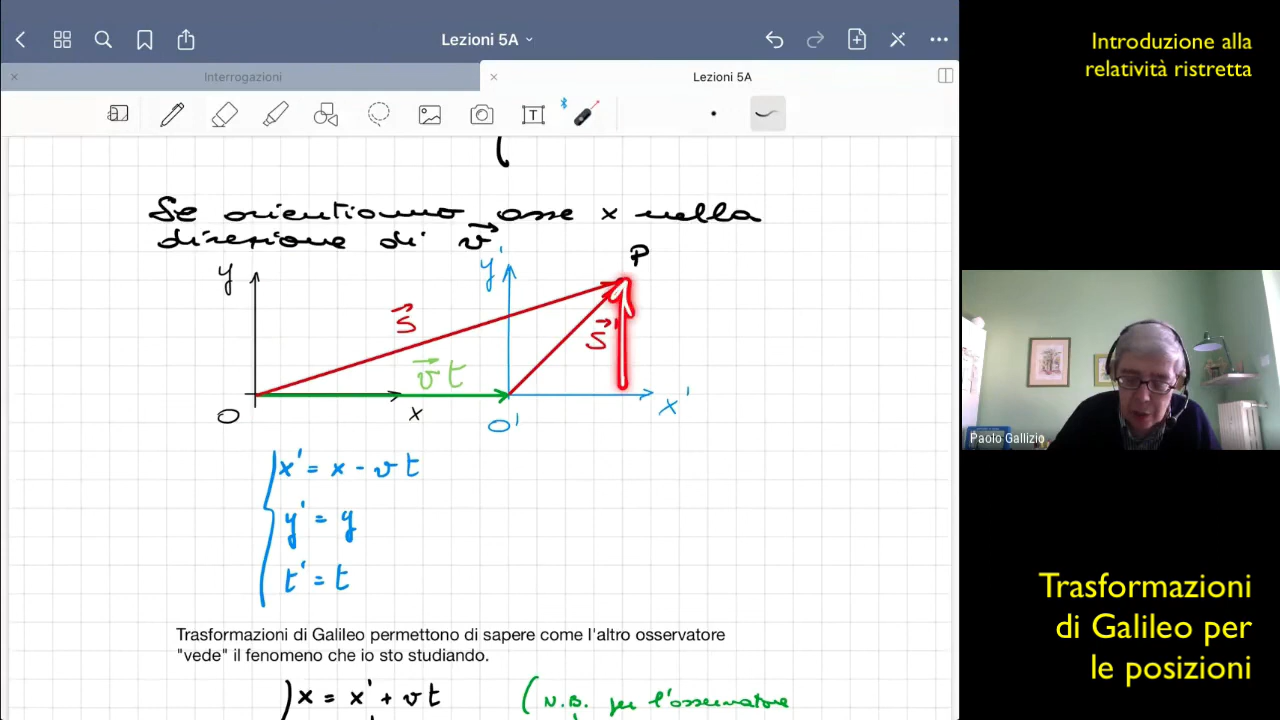 Lezioni 5A
Interrogazioni
Lezioni 5A
T
Introduzione alla
relatività ristretta
Se orientiamo asse x nella
direzione di v⃗
y
y'
P
s⃗
s⃗'
v⃗ t
O
x
O'
x'
x' = x - v t
y' = y
t' = t
Trasformazioni di Galileo permettono di sapere come l'altro osservatore
"vede" il fenomeno che io sto studiando.
x = x' + v t
(N.B. per l'osservatore
Paolo Gallizio
Trasformazioni
di Galileo per
le posizioni